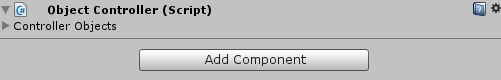 Object Controller (Script)
Controller Objects
Add Component